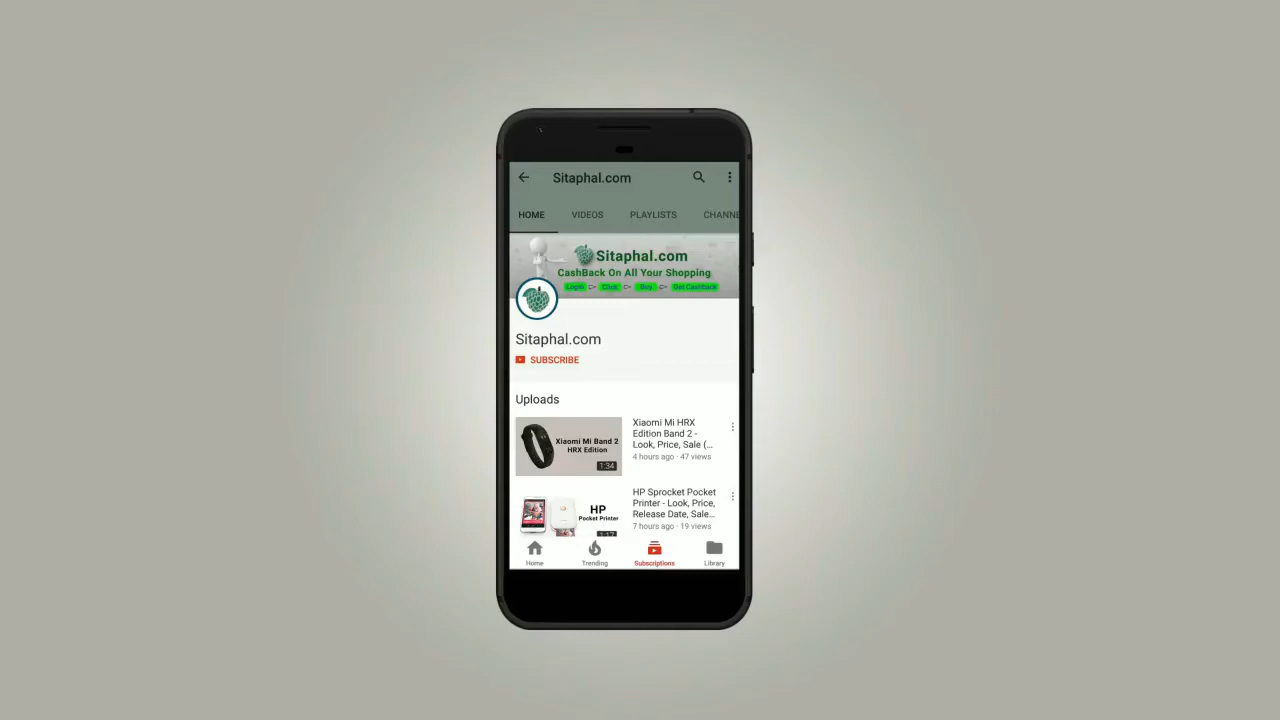 Sitaphal.com
HOME VIDEOS PLAYLISTS CHANNE
Sitaphal.com
CashBack On All Your Shopping
Login Click Buy Get Cashback
Sitaphal.com
SUBSCRIBE
Uploads
Xiaomi Mi Band 2
HRX Edition
1:34
Xiaomi Mi HRX
Edition Band 2 -
Look, Price, Sale (...
4 hours ago · 47 views
HP
Pocket Printer
1:17
HP Sprocket Pocket
Printer - Look, Price,
Release Date, Sale...
7 hours ago · 19 views
Home Trending Subscriptions Library